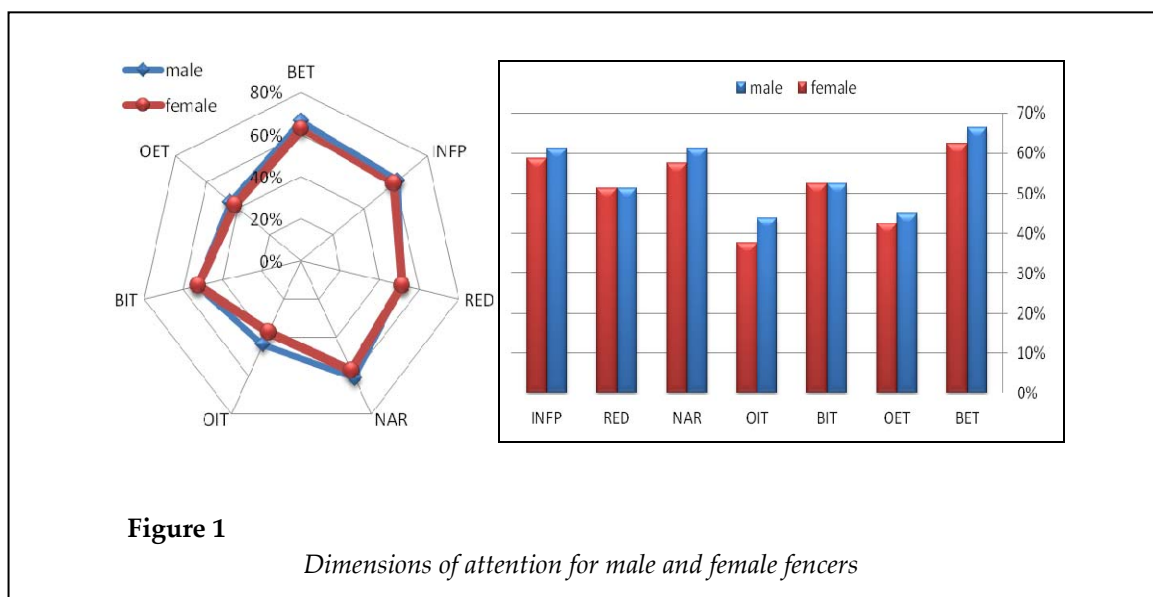 male
female
BET
80%
60%
40%
20%
0%
OET
INFP
BIT
RED
OIT
NAR
male female
70%
60%
50%
40%
30%
20%
10%
0%
INFP RED NAR OIT BIT OET BET
Figure 1
Dimensions of attention for male and female fencers